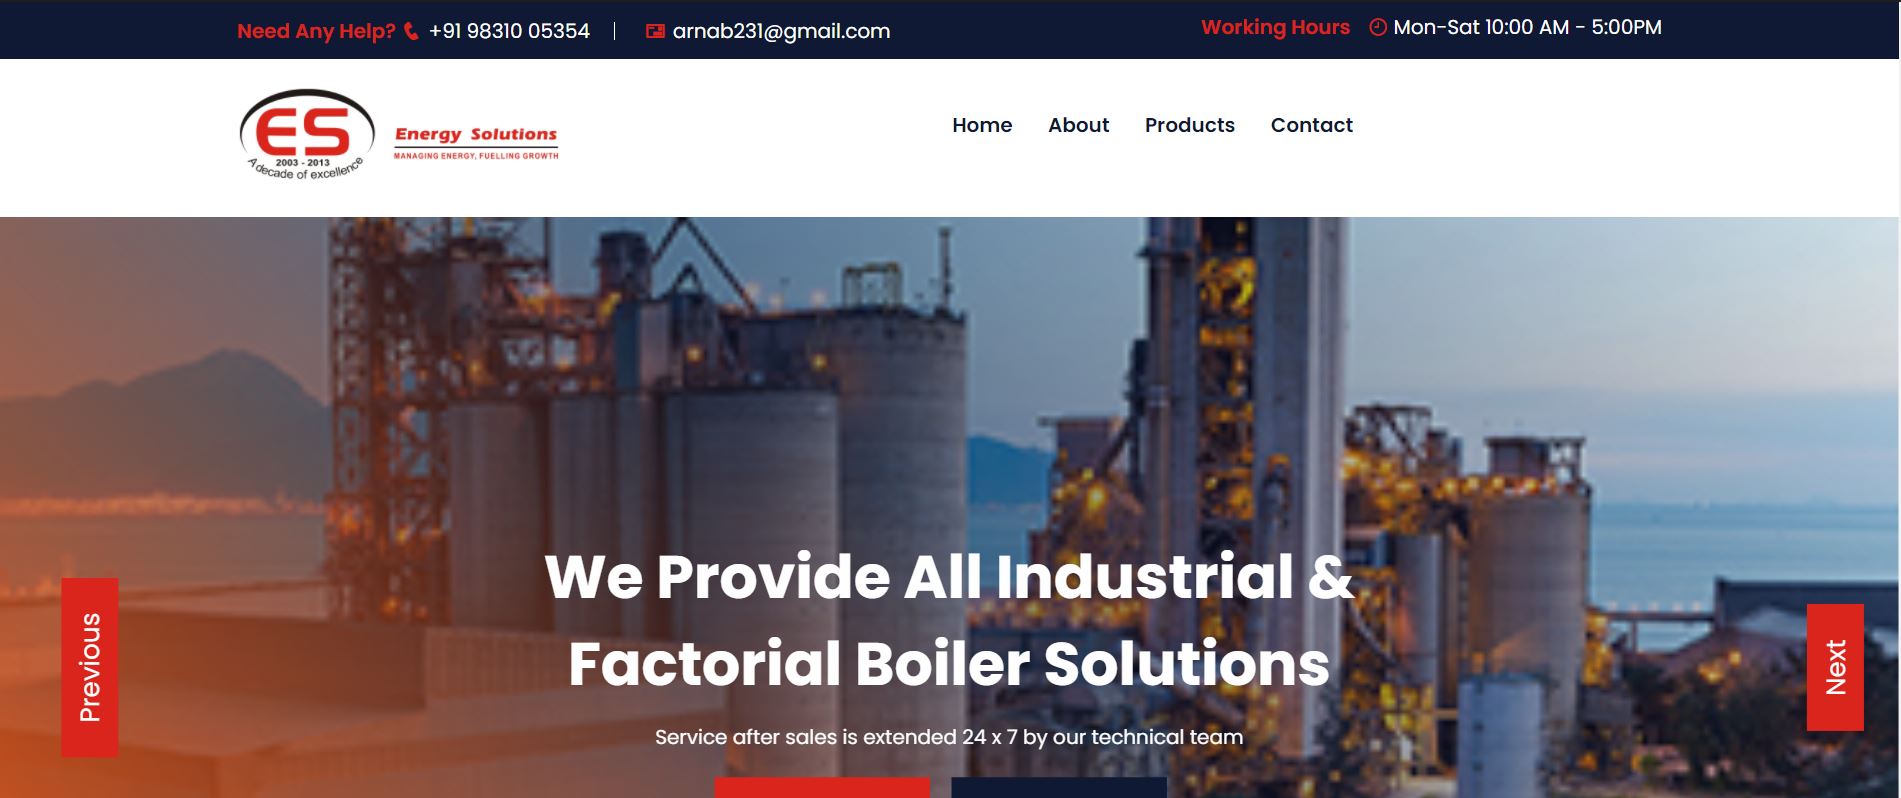 Need Any Help? +91 98310 05354 | arnab231@gmail.com
Working Hours Mon-Sat 10:00 AM - 5:00PM
ES
2003 - 2013
A decade of excellence
Energy Solutions
MANAGING ENERGY, FUELLING GROWTH
Home About Products Contact
We Provide All Industrial &
Factorial Boiler Solutions
Service after sales is extended 24 x 7 by our technical team
Previous
Next